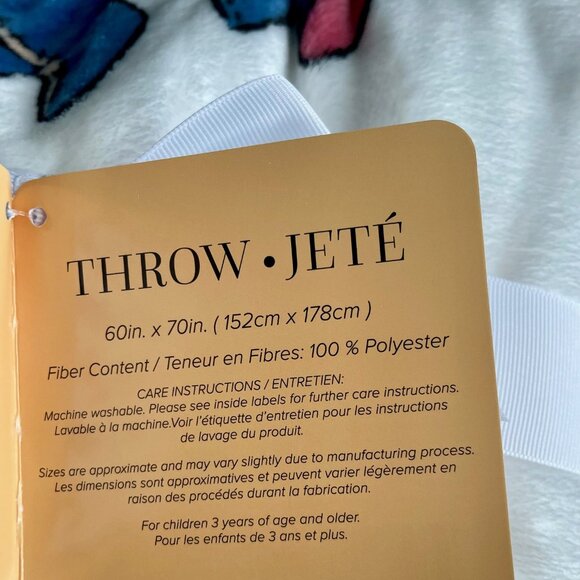 THROW • JETÉ
60in. x 70in. ( 152cm x 178cm )
Fiber Content / Teneur en Fibres: 100 % Polyester
CARE INSTRUCTIONS / ENTRETIEN:
Machine washable. Please see inside labels for further care instructions.
Lavable à la machine.Voir l'étiquette d'entretien pour les instructions
de lavage du produit.
Sizes are approximate and may vary slightly due to manufacturing process.
Les dimensions sont approximatives et peuvent varier légèrement en
raison des procédés durant la fabrication.
For children 3 years of age and older.
Pour les enfants de 3 ans et plus.